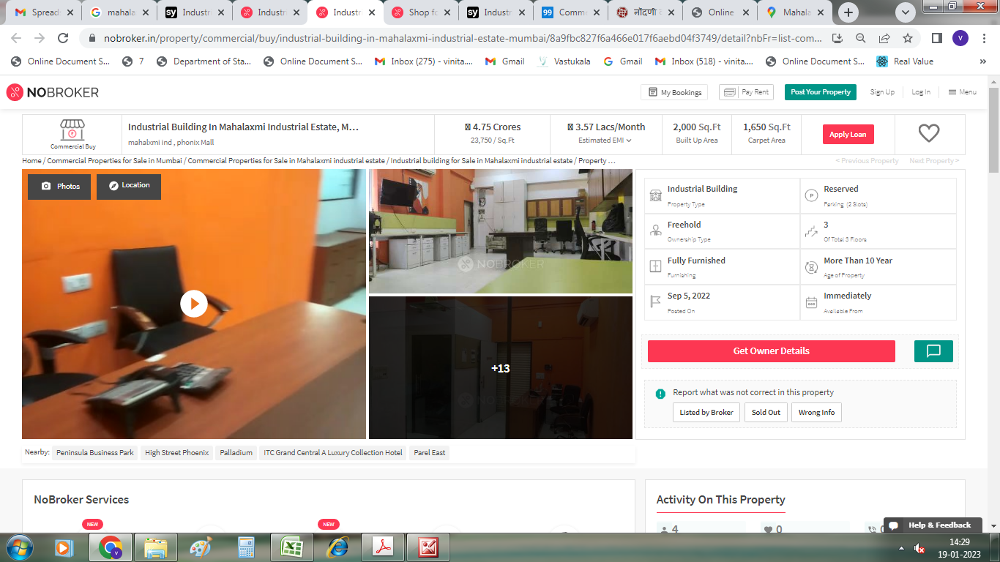 Spread
mahala
Industri
Industri
Industri
Shop fo
Industri
Comm
नोंदणी
Online
Mahala
nobroker.in/property/commercial/buy/industrial-building-in-mahalaxmi-industrial-estate-mumbai/8a9fbc827f6a466e017f6aebd04f3749/detail?nbFr=list-com...
V
Online Document S...
7
Department of Sta...
Online Document S...
Inbox (275) - vinita....
Gmail
Vastukala
Gmail
Inbox (518) - vinita....
Online Document S...
Real Value
»
NOBROKER
My Bookings
Pay Rent
Post Your Property
Sign Up
Log In
Menu
Commercial Buy
Industrial Building In Mahalaxmi Industrial Estate, M...
mahalxmi ind , phonix Mall
4.75 Crores
23,750 / Sq.Ft
3.57 Lacs/Month
Estimated EMI
2,000 Sq.Ft
Built Up Area
1,650 Sq.Ft
Carpet Area
Apply Loan
Home / Commercial Properties for Sale in Mumbai / Commercial Properties for Sale in Mahalaxmi industrial estate / Industrial building for Sale in Mahalaxmi industrial estate / Property ...
< Previous Property
Next Property >
Photos
Location
NOBROKER
+13
NOBROKER
Industrial Building
Property Type
Reserved
Parking (2 Slots)
Freehold
Ownership Type
3
Of Total 3 Floors
Fully Furnished
Furnishing
More Than 10 Year
Age of Property
Sep 5, 2022
Posted On
Immediately
Available From
Get Owner Details
Report what was not correct in this property
Listed by Broker
Sold Out
Wrong Info
Nearby:
Peninsula Business Park
High Street Phoenix
Palladium
ITC Grand Central A Luxury Collection Hotel
Parel East
NoBroker Services
NEW
NEW
Activity On This Property
4
0
Help & Feedback
14:29
19-01-2023